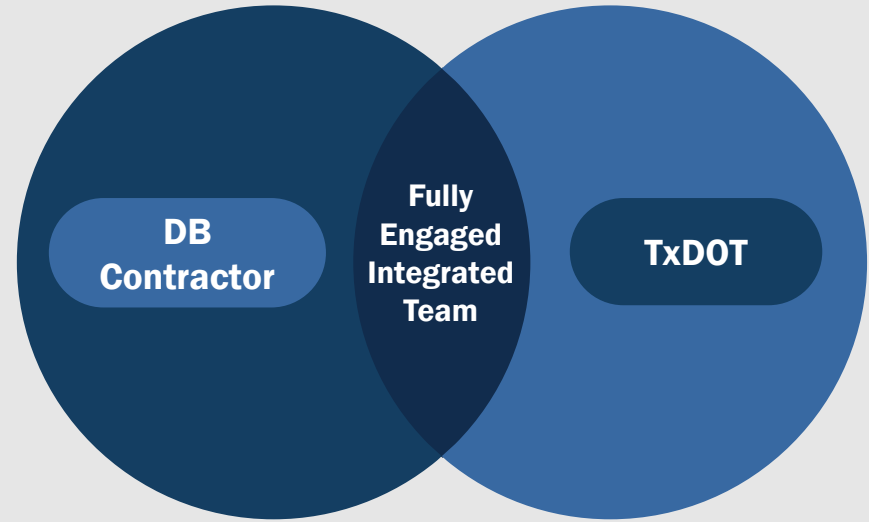 DB
Contractor
Fully
Engaged
Integrated
Team
TxDOT